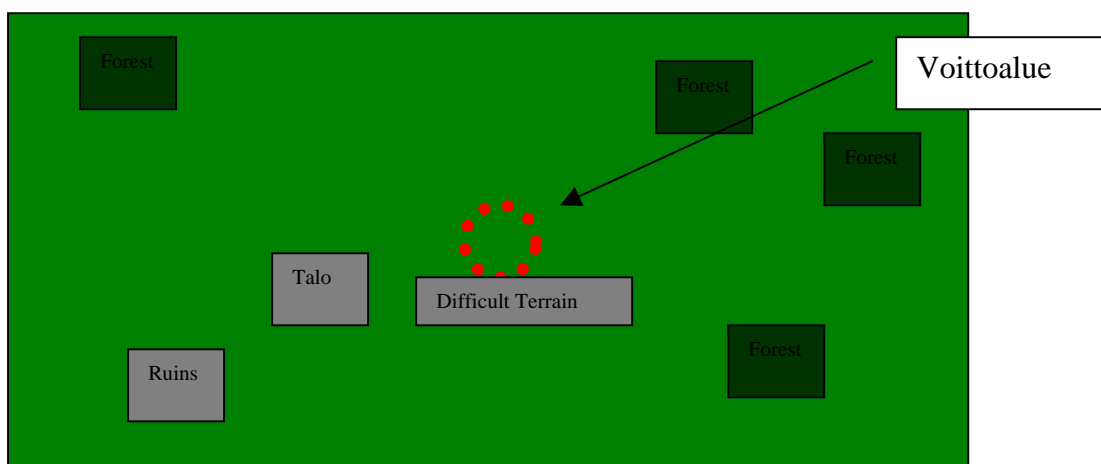 Forest
Voittoalue
Forest
Forest
Talo
Difficult Terrain
Forest
Ruins